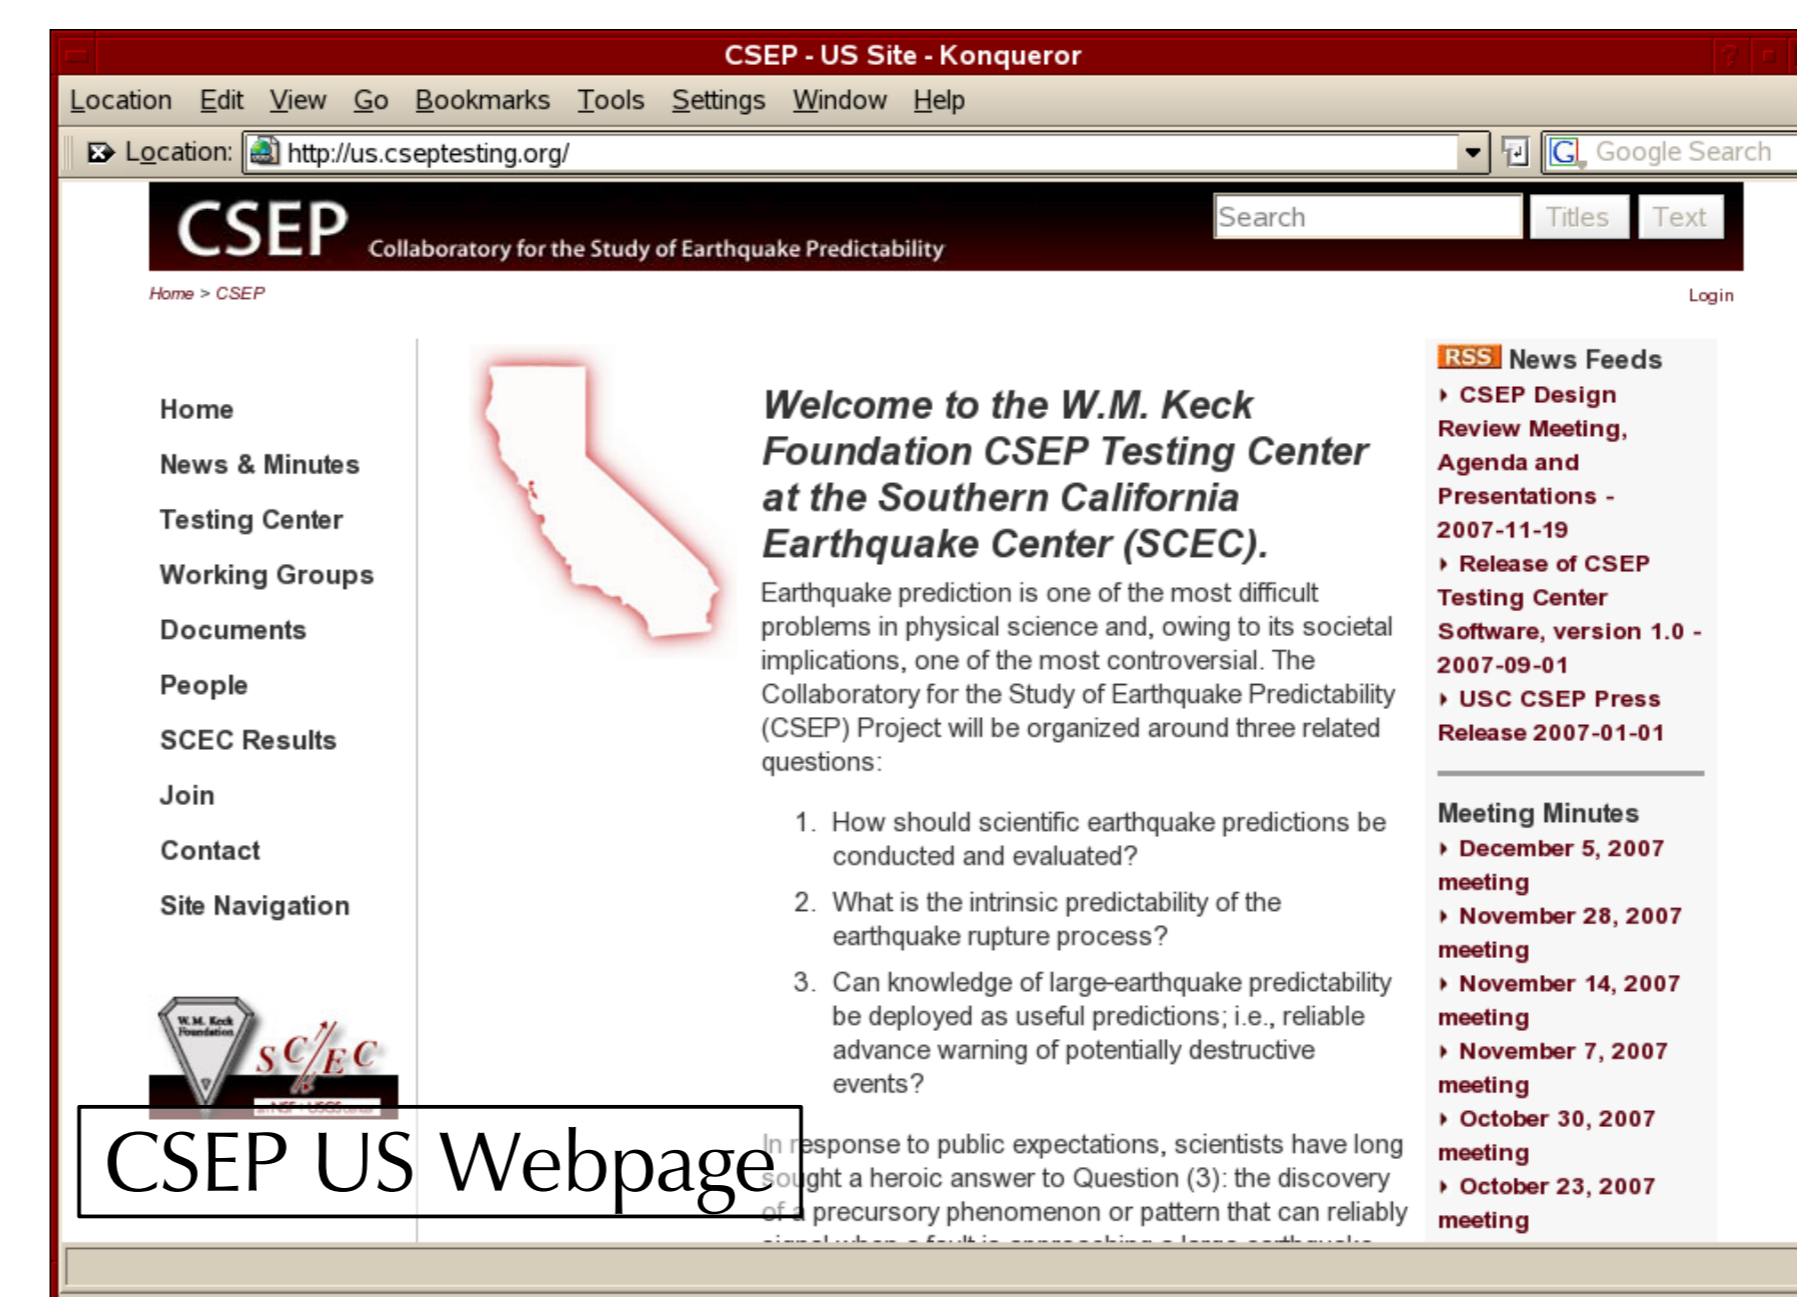 CSEP - US Site - Konqueror
Location Edit View Go Bookmarks Tools Settings Window Help
Location: http://us.cseptesting.org/ Google Search
CSEP Collaboratory for the Study of Earthquake Predictability
Search Titles Text
Home > CSEP
Login
Home
News & Minutes
Testing Center
Working Groups
Documents
People
SCEC Results
Join
Contact
Site Navigation
W.M. Keck
Foundation
SC/EC
CSEP US Webpage
Welcome to the W.M. Keck
Foundation CSEP Testing Center
at the Southern California
Earthquake Center (SCEC).
Earthquake prediction is one of the most difficult
problems in physical science and, owing to its societal
implications, one of the most controversial. The
Collaboratory for the Study of Earthquake Predictability
(CSEP) Project will be organized around three related
questions:
1. How should scientific earthquake predictions be
conducted and evaluated?
2. What is the intrinsic predictability of the
earthquake rupture process?
3. Can knowledge of large-earthquake predictability
be deployed as useful predictions; i.e., reliable
advance warning of potentially destructive
events?
In response to public expectations, scientists have long
sought a heroic answer to Question (3): the discovery
of a precursory phenomenon or pattern that can reliably
signal when a fault is approaching a large earthquake
RSS News Feeds
CSEP Design
Review Meeting,
Agenda and
Presentations -
2007-11-19
Release of CSEP
Testing Center
Software, version 1.0 -
2007-09-01
USC CSEP Press
Release 2007-01-01
Meeting Minutes
December 5, 2007
meeting
November 28, 2007
meeting
November 14, 2007
meeting
November 7, 2007
meeting
October 30, 2007
meeting
October 23, 2007
meeting